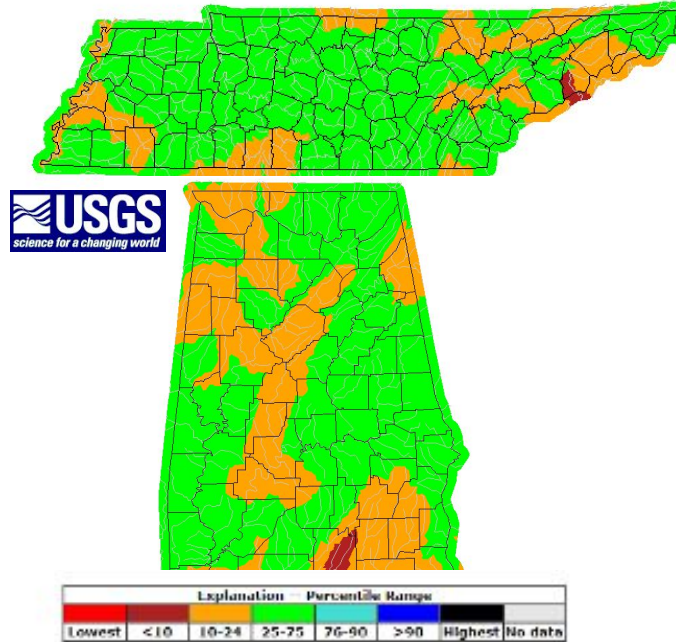 USGS
science for a changing world
Explanation - Percentile Range
Lowest <10 10-24 25-75 76-90 >90 Highest No data